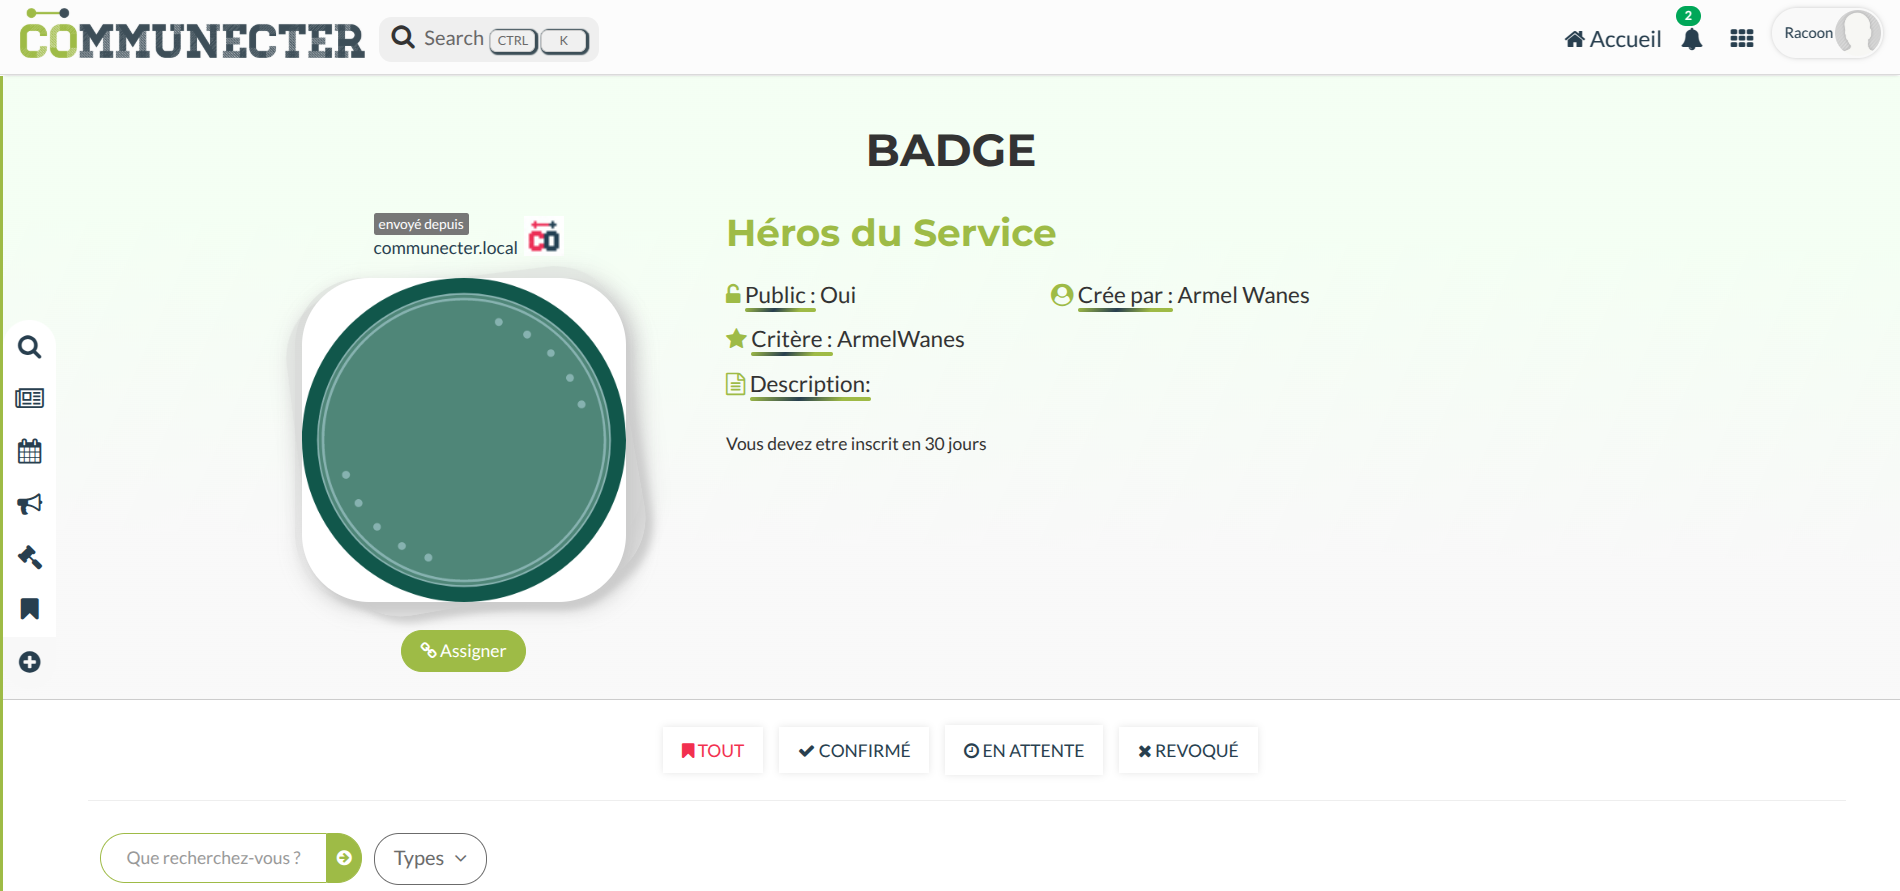 COMMUNECTER
Search CTRL K
Accueil
2
Racoon
BADGE
envoyé depuis
communecter.local
CO
Héros du Service
Public : Oui
Crée par : Armel Wanes
Critère : ArmelWanes
Description:
Vous devez etre inscrit en 30 jours
Assigner
TOUT
CONFIRMÉ
EN ATTENTE
REVOQUÉ
Que recherchez-vous ?
Types